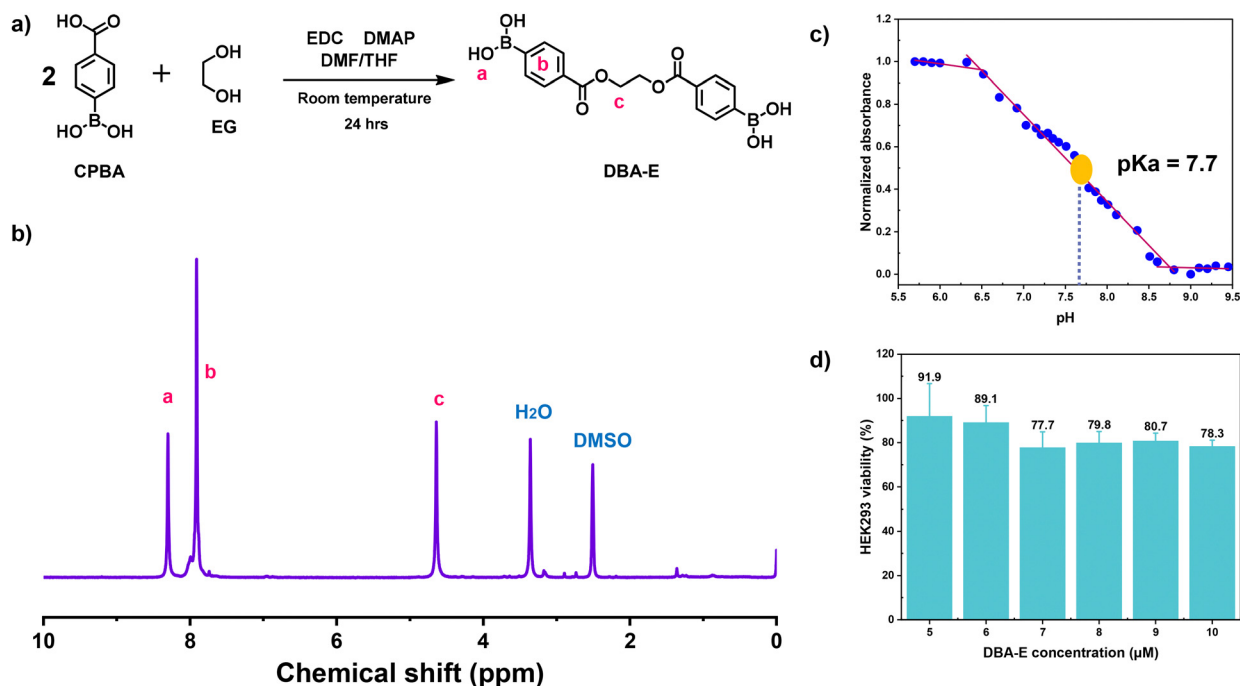 a)
HO O
2
HO B OH
CPBA
+
OH
OH
EG
EDC DMAP
DMF/THF
Room temperature
24 hrs
OH
HO B
a
b
O
O
c
O
O
B OH
OH
DBA-E
b)
a
b
c
H2O
DMSO
10 8 6 4 2 0
Chemical shift (ppm)
c)
Normalized absorbance
1.2
1.0
0.8
0.6
0.4
0.2
0.0
pKa = 7.7
5.5 6.0 6.5 7.0 7.5 8.0 8.5 9.0 9.5
pH
d)
HEK293 viability (%)
120
100
80
60
40
20
0
91.9
89.1
77.7
79.8
80.7
78.3
5 6 7 8 9 10
DBA-E concentration (µM)